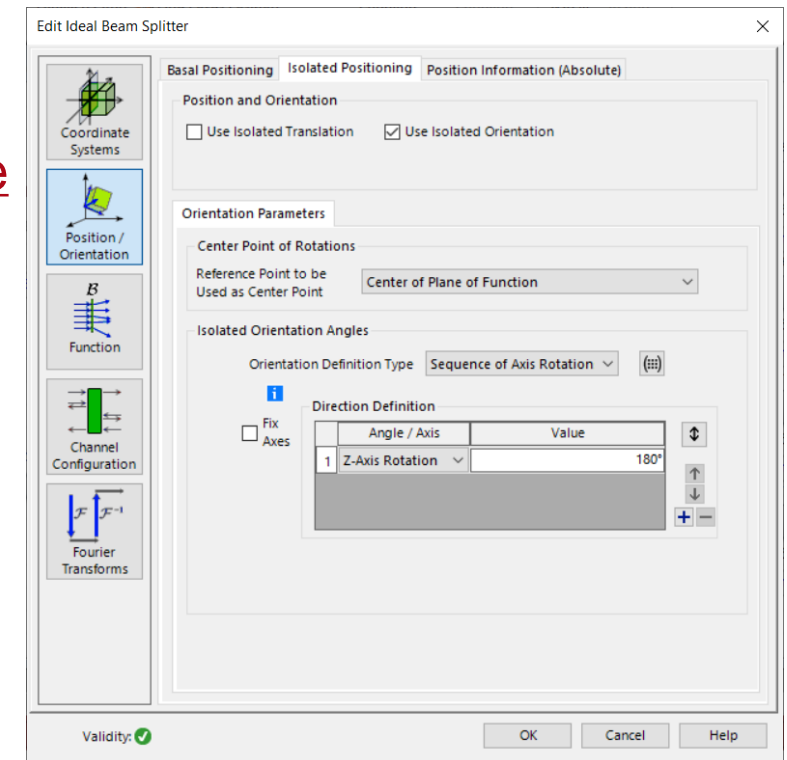 Edit Ideal Beam Splitter
Basal Positioning Isolated Positioning Position Information (Absolute)
Position and Orientation
Use Isolated Translation Use Isolated Orientation
Coordinate
Systems
e
Position /
Orientation
Orientation Parameters
Center Point of Rotations
Reference Point to be
Used as Center Point
Center of Plane of Function
B
Function
Isolated Orientation Angles
Orientation Definition Type Sequence of Axis Rotation
i
Fix
Axes
Direction Definition
Angle / Axis Value
1 Z-Axis Rotation 180°
Channel
Configuration
F F⁻¹
Fourier
Transforms
Validity:
OK Cancel Help